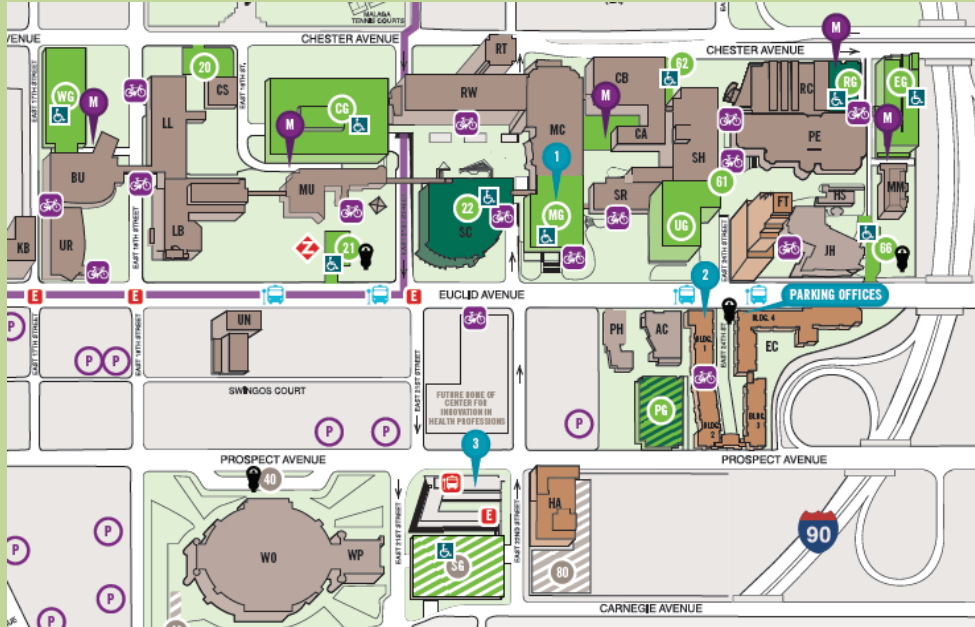 MALAGA
TENNIS COURTS
AVENUE
CHESTER AVENUE
CHESTER AVENUE
EAST 17TH STREET
EAST 18TH ST.
WG
M
20
CS
LL
CG
M
RT
RW
MC
CB
62
M
CA
SH
M
RC
RG
PE
EG
M
BU
UR
KB
LB
MU
21
22
SC
1
MG
SR
UG
61
FT
HS
MM
JH
66
EAST 18TH STREET
EAST 24TH STREET
E
E
E
EUCLID AVENUE
2
PARKING OFFICES
P
P
P
EAST 17TH STREET
EAST 18TH STREET
UN
SWINGOS COURT
P
P
EAST 21ST STREET
FUTURE HOME OF
CENTER FOR
INNOVATION IN
HEALTH PROFESSIONS
P
PH
AC
BLDG.
1
BLDG. 4
EAST 24TH ST
EC
PG
BLDG.
2
BLDG.
3
PROSPECT AVENUE
3
PROSPECT AVENUE
40
WO
WP
EAST 21ST STREET
E
SG
EAST 22ND STREET
HA
80
90
P
P
P
P
CARNEGIE AVENUE